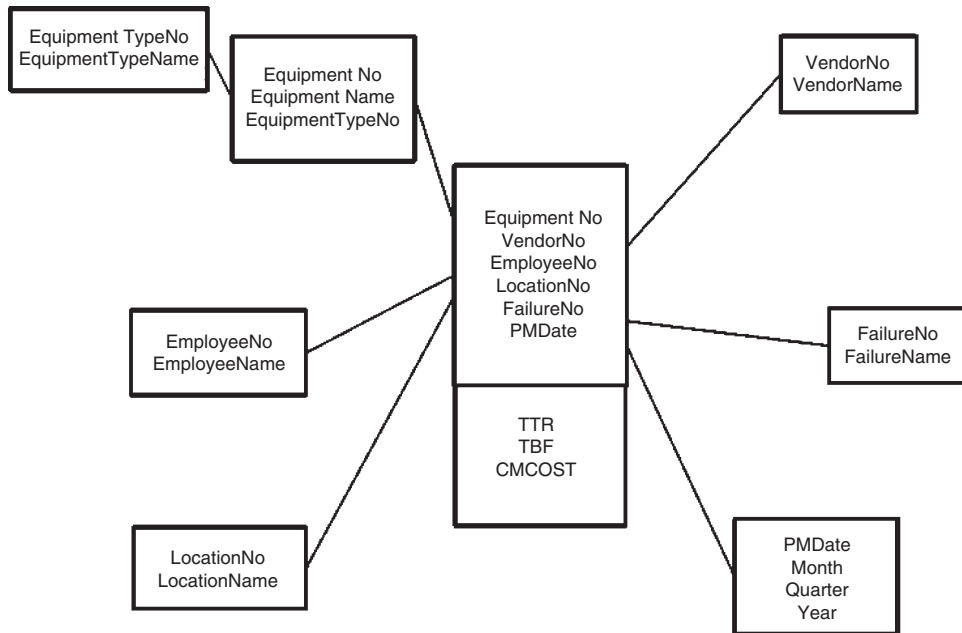 Equipment TypeNo
EquipmentTypeName
Equipment No
Equipment Name
EquipmentTypeNo
VendorNo
VendorName
Equipment No
VendorNo
EmployeeNo
LocationNo
FailureNo
PMDate
TTR
TBF
CMCOST
EmployeeNo
EmployeeName
FailureNo
FailureName
LocationNo
LocationName
PMDate
Month
Quarter
Year